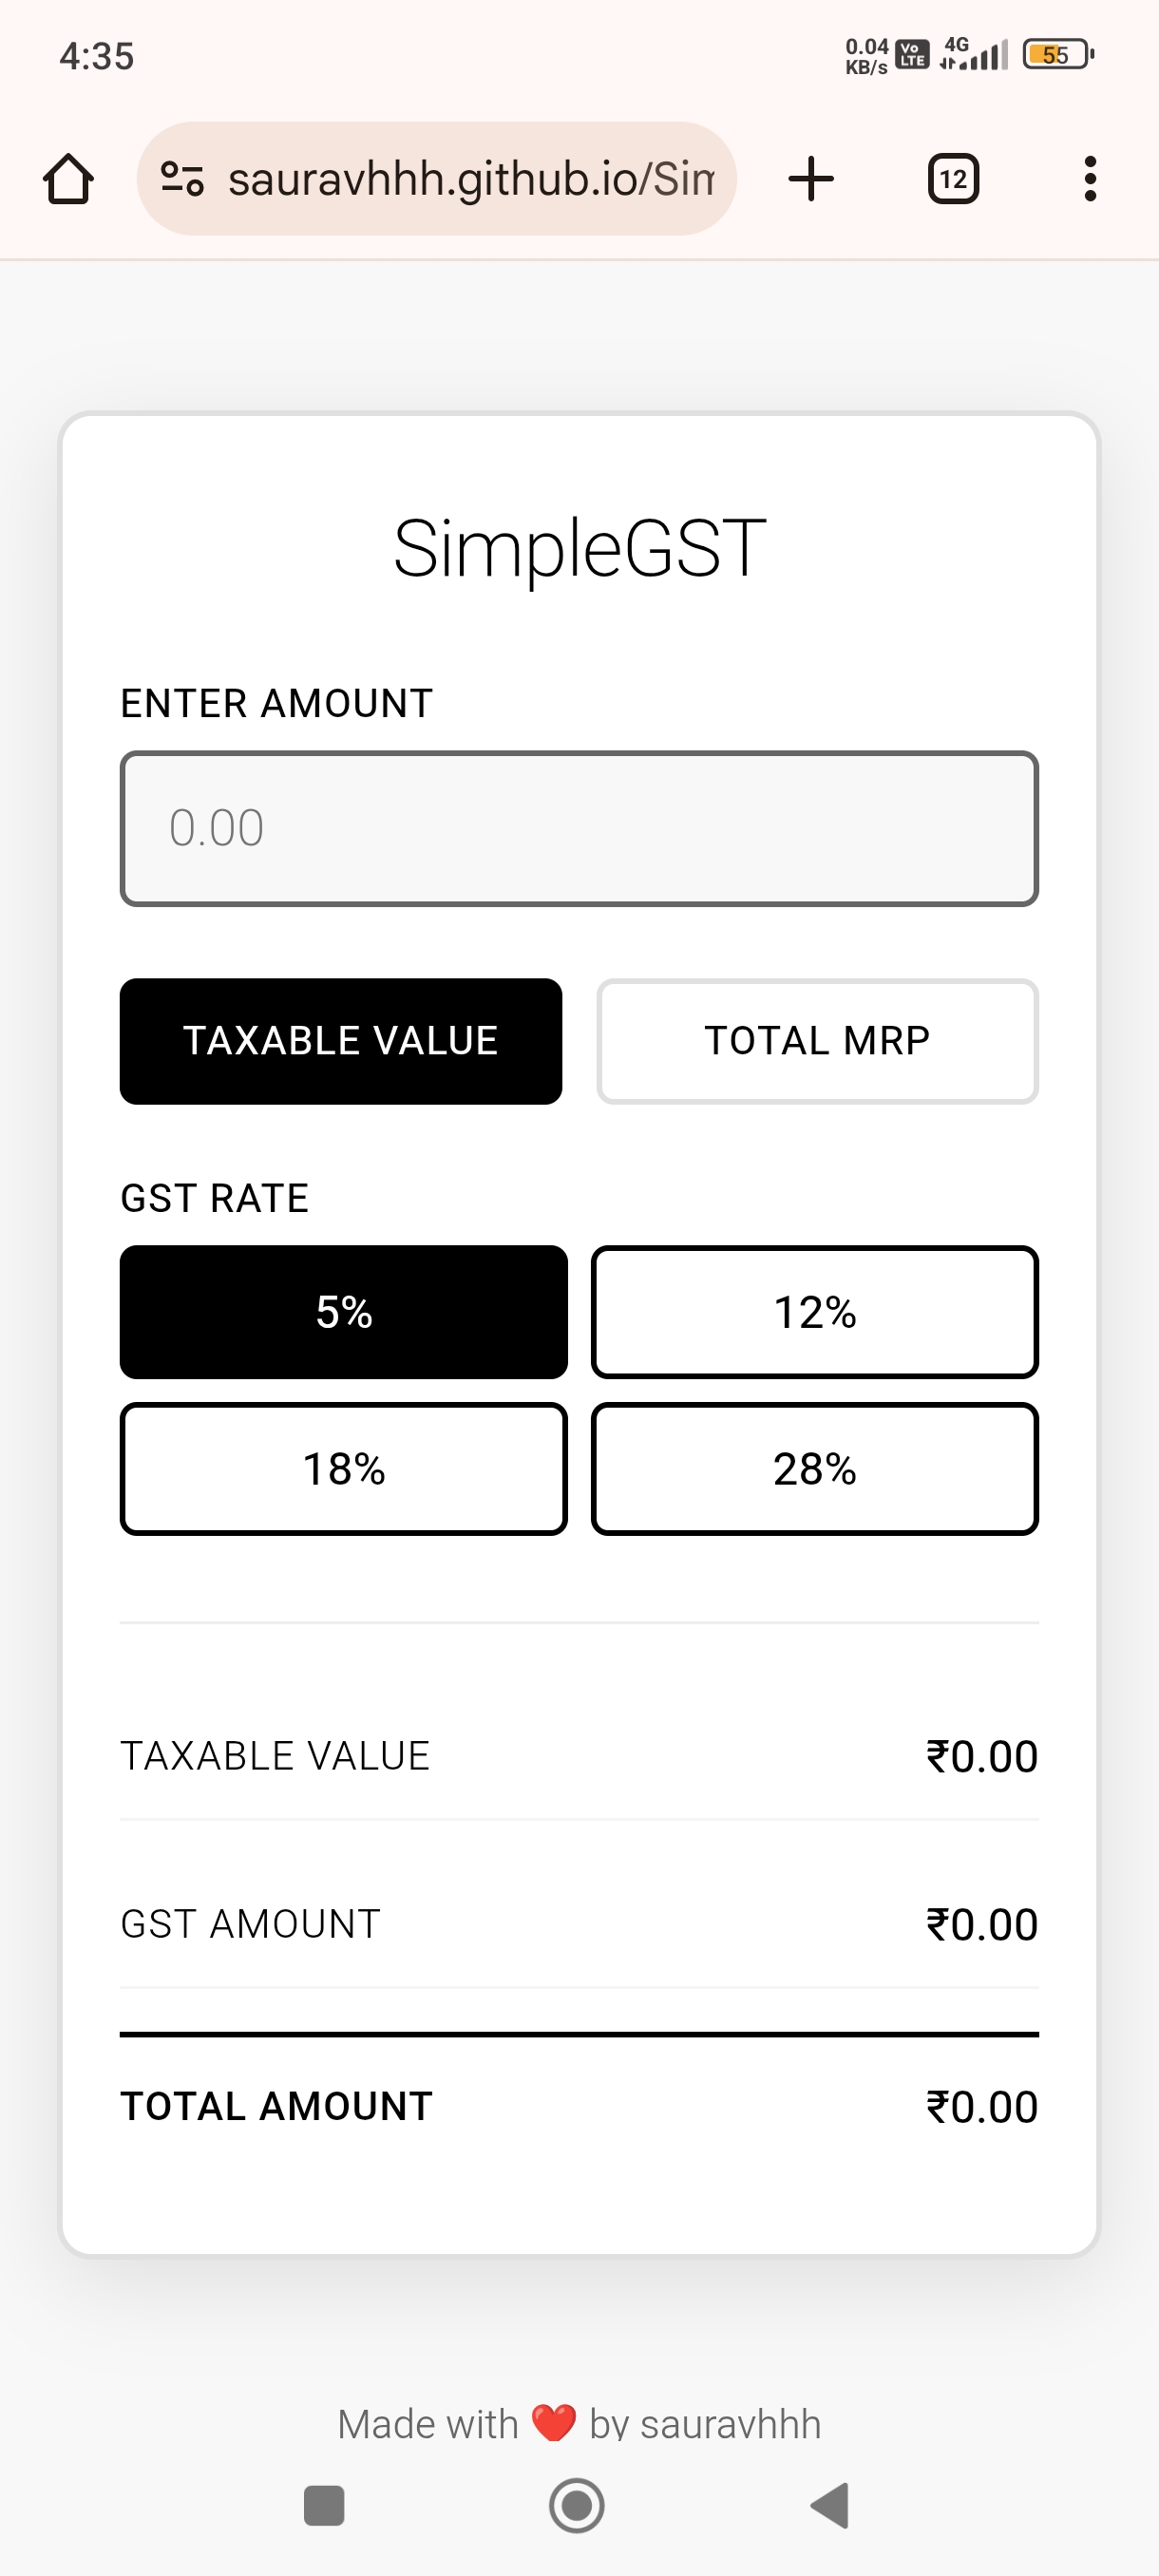 4:35
0.04 KB/s Vo LTE 4G 55
sauravhhh.github.io/Sim
12
SimpleGST
ENTER AMOUNT
0.00
TAXABLE VALUE TOTAL MRP
GST RATE
5% 12%
18% 28%
TAXABLE VALUE ₹0.00
GST AMOUNT ₹0.00
TOTAL AMOUNT ₹0.00
Made with ❤️ by sauravhhh